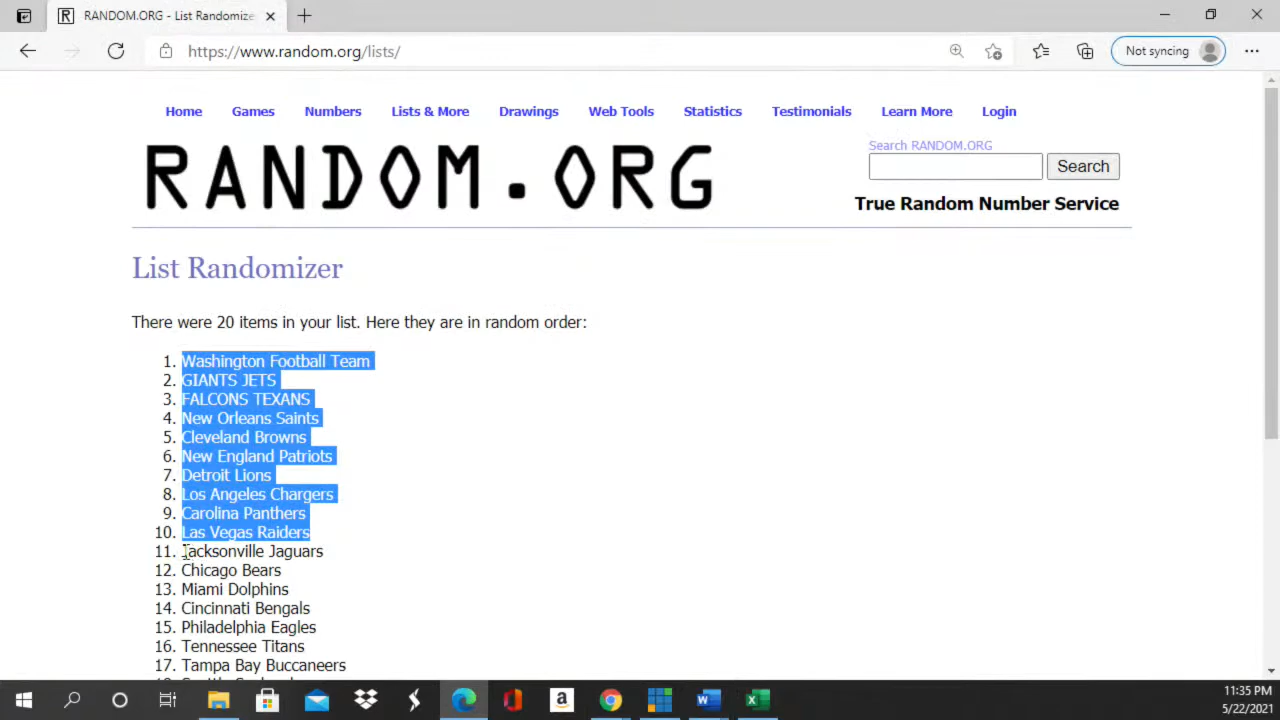 RANDOM.ORG - List Randomize
https://www.random.org/lists/
Not syncing
Home Games Numbers Lists & More Drawings Web Tools Statistics Testimonials Learn More Login
RANDOM.ORG
Search RANDOM.ORG
Search
True Random Number Service
List Randomizer
There were 20 items in your list. Here they are in random order:
1. Washington Football Team
2. GIANTS JETS
3. FALCONS TEXANS
4. New Orleans Saints
5. Cleveland Browns
6. New England Patriots
7. Detroit Lions
8. Los Angeles Chargers
9. Carolina Panthers
10. Las Vegas Raiders
11. Jacksonville Jaguars
12. Chicago Bears
13. Miami Dolphins
14. Cincinnati Bengals
15. Philadelphia Eagles
16. Tennessee Titans
17. Tampa Bay Buccaneers
11:35 PM
5/22/2021